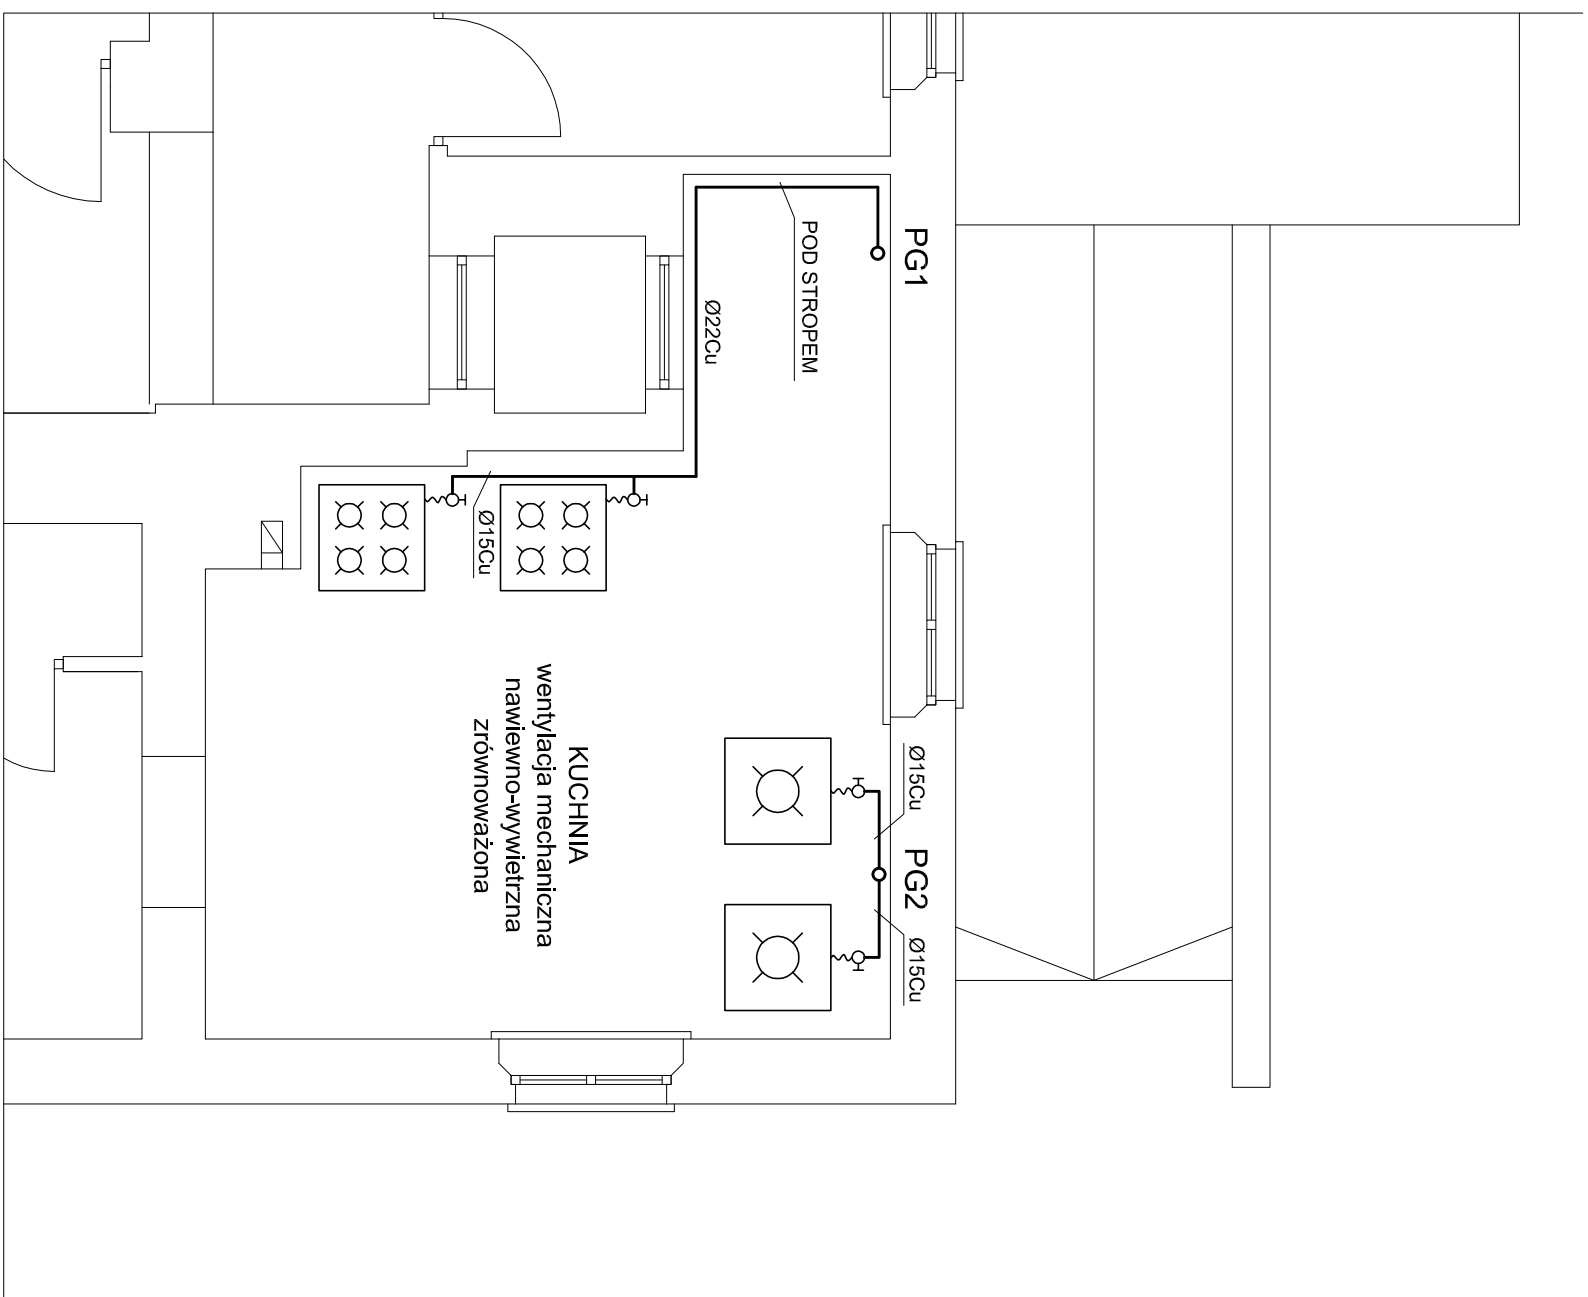 PG1
POD STROPEM
Ø22Cu
Ø15Cu
KUCHNIA
wentylacja mechaniczna
nawiewno-wywietrzna
zrównoważona
Ø15Cu
PG2
Ø15Cu